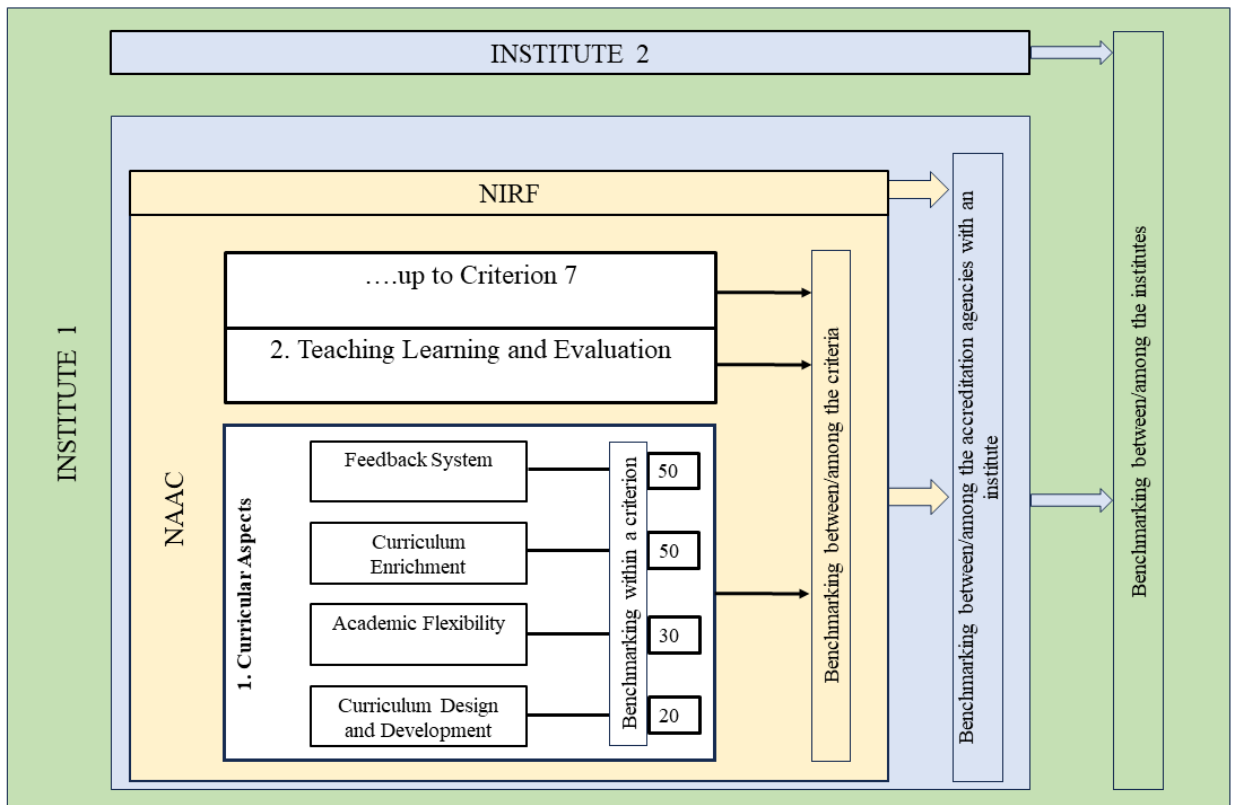 INSTITUTE 2
INSTITUTE 1
NIRF
NAAC
....up to Criterion 7
2. Teaching Learning and Evaluation
1. Curricular Aspects
Feedback System
50
Curriculum
Enrichment
50
Academic Flexibility
30
Curriculum Design
and Development
20
Benchmarking within a criterion
Benchmarking between/among the criteria
Benchmarking between/among the accreditation agencies with an
institute
Benchmarking between/among the institutes